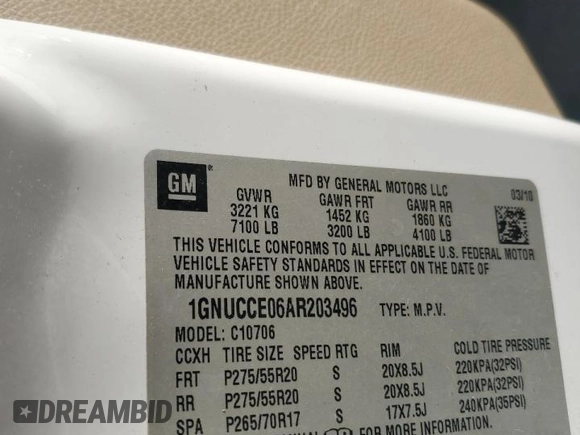 GM
MFD BY GENERAL MOTORS LLC
03/10
GVWR GAWR FRT GAWR RR
3221 KG 1452 KG 1860 KG
7100 LB 3200 LB 4100 LB
THIS VEHICLE CONFORMS TO ALL APPLICABLE U.S. FEDERAL MOTOR
VEHICLE SAFETY STANDARDS IN EFFECT ON THE DATE OF
MANUFACTURE SHOWN ABOVE.
1GNUCCE06AR203496 TYPE: M.P.V.
MODEL: C10706
CCXH TIRE SIZE SPEED RTG RIM COLD TIRE PRESSURE
FRT P275/55R20 S 20X8.5J 220KPA(32PSI)
RR P275/55R20 S 20X8.5J 220KPA(32PSI)
SPA P265/70R17 S 17X7.5J 240KPA(35PSI)
SEE OWNER'S MANUAL FOR MORE INFORMATION.
DREAMBID